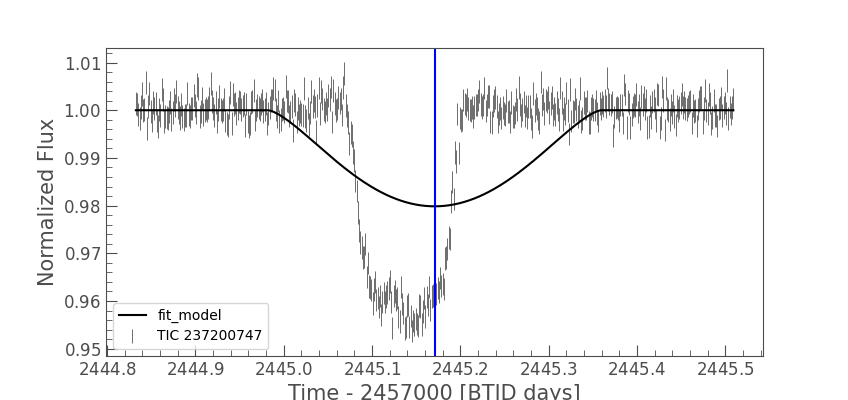 Normalized Flux
1.01
1.00
0.99
0.98
0.97
0.96
0.95
fit_model
TIC 237200747
2444.8 2444.9 2445.0 2445.1 2445.2 2445.3 2445.4 2445.5
Time - 2457000 [BTJD days]